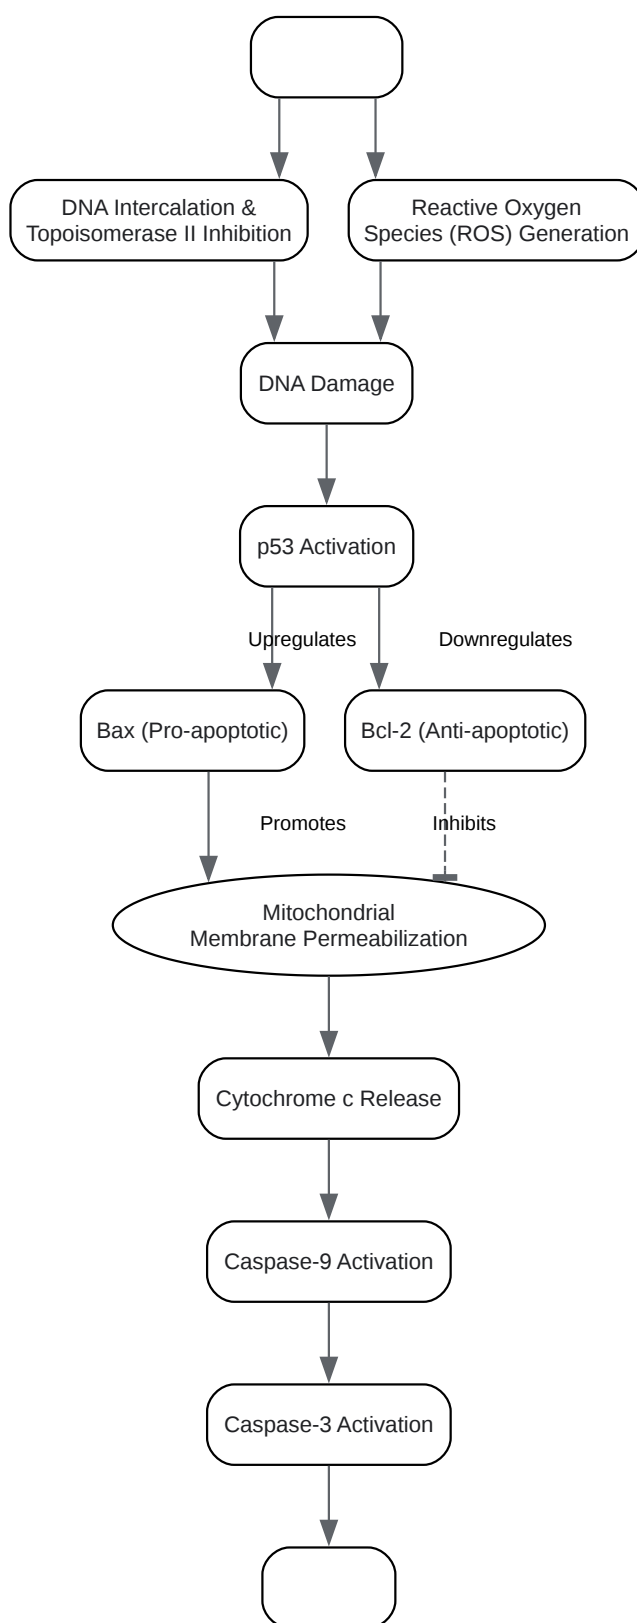 DNA Intercalation &
Topoisomerase II Inhibition
Reactive Oxygen
Species (ROS) Generation
DNA Damage
p53 Activation
Upregulates
Downregulates
Bax (Pro-apoptotic)
Bcl-2 (Anti-apoptotic)
Promotes
Inhibits
Mitochondrial
Membrane Permeabilization
Cytochrome c Release
Caspase-9 Activation
Caspase-3 Activation